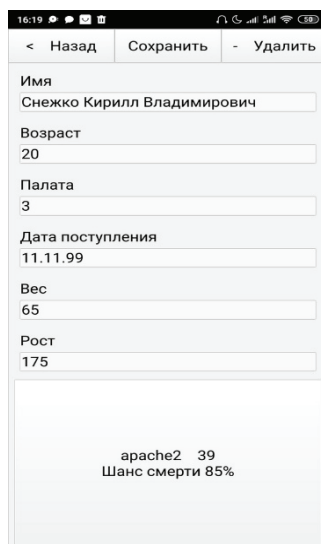 16:19 50
< Назад Сохранить - Удалить
Имя
Снежко Кирилл Владимирович
Возраст
20
Палата
3
Дата поступления
11.11.99
Вес
65
Рост
175
apache2 39
Шанс смерти 85%